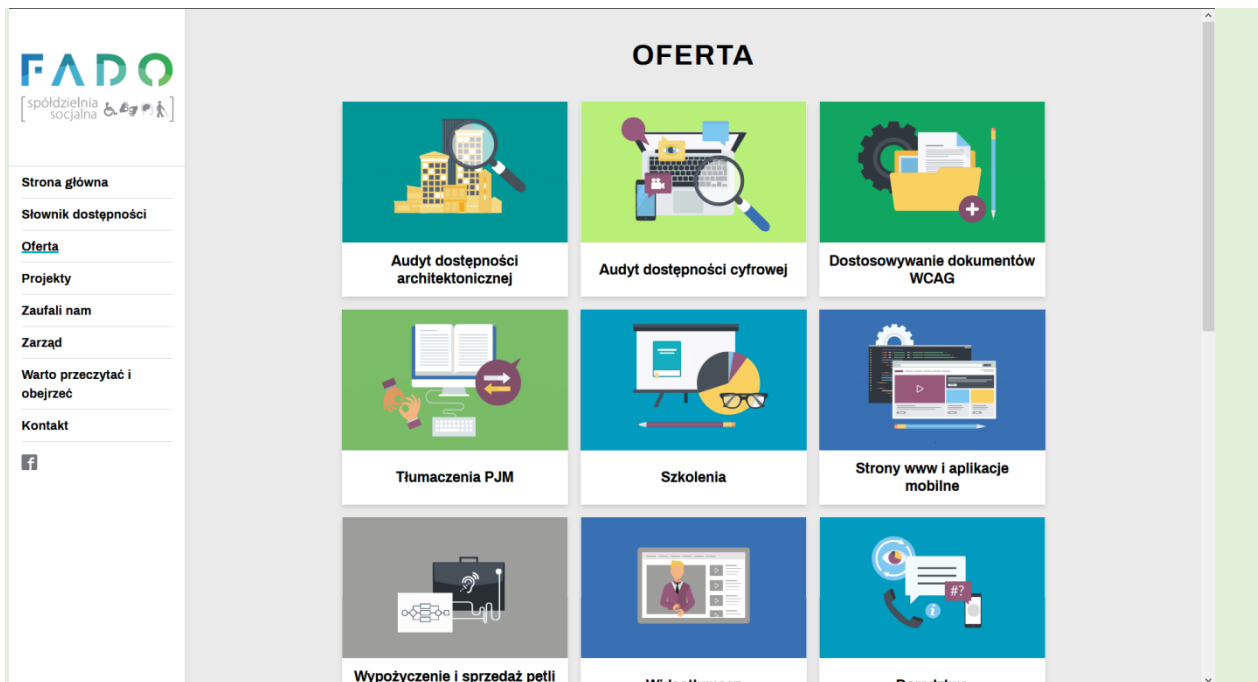 FADO
[spółdzielnia
socjalna]
Strona główna
Słownik dostępności
Oferta
Projekty
Zaufali nam
Zarząd
Warto przeczytać i
obejrzeć
Kontakt
f
OFERTA
Audyt dostępności
architektonicznej
Audyt dostępności cyfrowej
Dostosowywanie dokumentów
WCAG
Tłumaczenia PJM
Szkolenia
Strony www i aplikacje
mobilne
#?
i
Wypożyczenie i sprzedaż pętli